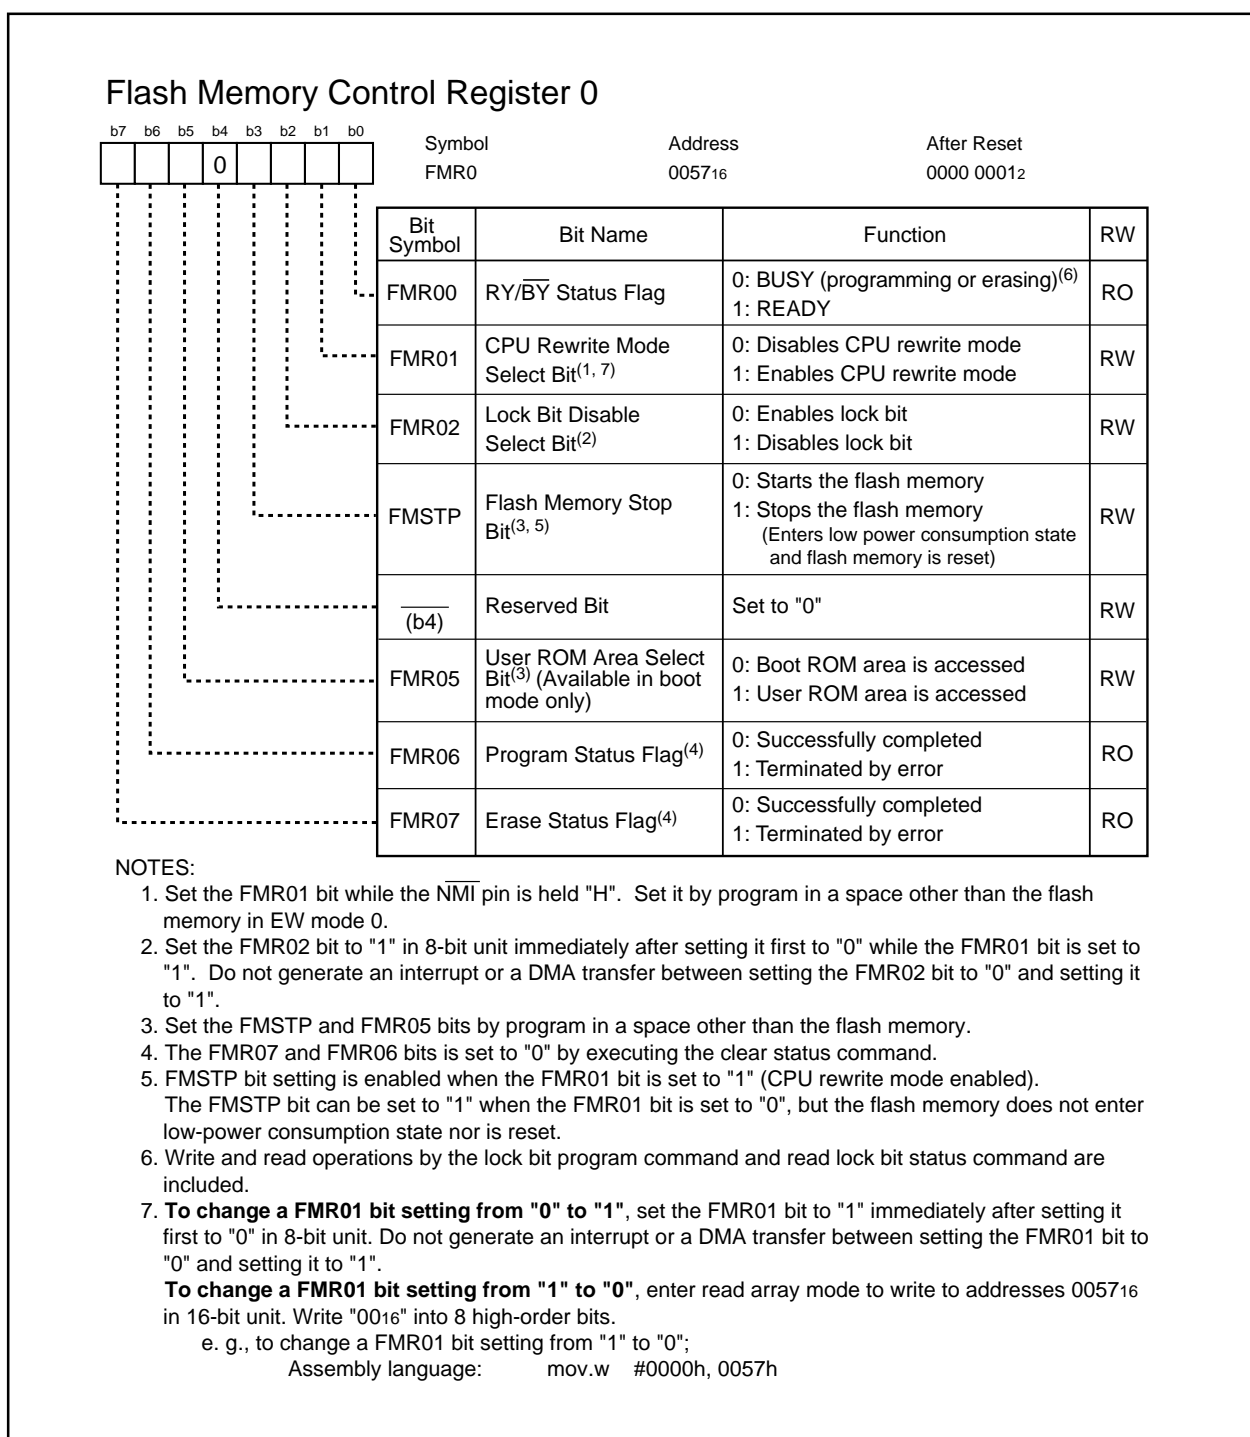 Flash Memory Control Register 0
b7 b6 b5 b4 b3 b2 b1 b0
0
Symbol Address After Reset
FMR0 005716 0000 00012
Bit Symbol Bit Name Function RW
FMR00 RY/BY Status Flag 0: BUSY (programming or erasing)(6) RO
1: READY
FMR01 CPU Rewrite Mode Select Bit(1, 7) 0: Disables CPU rewrite mode RW
1: Enables CPU rewrite mode
FMR02 Lock Bit Disable Select Bit(2) 0: Enables lock bit RW
1: Disables lock bit
FMSTP Flash Memory Stop Bit(3, 5) 0: Starts the flash memory RW
1: Stops the flash memory
(Enters low power consumption state
and flash memory is reset)
(b4) Reserved Bit Set to "0" RW
FMR05 User ROM Area Select Bit(3) (Available in boot mode only) 0: Boot ROM area is accessed RW
1: User ROM area is accessed
FMR06 Program Status Flag(4) 0: Successfully completed RO
1: Terminated by error
FMR07 Erase Status Flag(4) 0: Successfully completed RO
1: Terminated by error
NOTES:
1. Set the FMR01 bit while the NMI pin is held "H". Set it by program in a space other than the flash
memory in EW mode 0.
2. Set the FMR02 bit to "1" in 8-bit unit immediately after setting it first to "0" while the FMR01 bit is set to
"1". Do not generate an interrupt or a DMA transfer between setting the FMR02 bit to "0" and setting it
to "1".
3. Set the FMSTP and FMR05 bits by program in a space other than the flash memory.
4. The FMR07 and FMR06 bits is set to "0" by executing the clear status command.
5. FMSTP bit setting is enabled when the FMR01 bit is set to "1" (CPU rewrite mode enabled).
The FMSTP bit can be set to "1" when the FMR01 bit is set to "0", but the flash memory does not enter
low-power consumption state nor is reset.
6. Write and read operations by the lock bit program command and read lock bit status command are
included.
7. To change a FMR01 bit setting from "0" to "1", set the FMR01 bit to "1" immediately after setting it
first to "0" in 8-bit unit. Do not generate an interrupt or a DMA transfer between setting the FMR01 bit to
"0" and setting it to "1".
To change a FMR01 bit setting from "1" to "0", enter read array mode to write to addresses 005716
in 16-bit unit. Write "0016" into 8 high-order bits.
e. g., to change a FMR01 bit setting from "1" to "0";
Assembly language: mov.w #0000h, 0057h